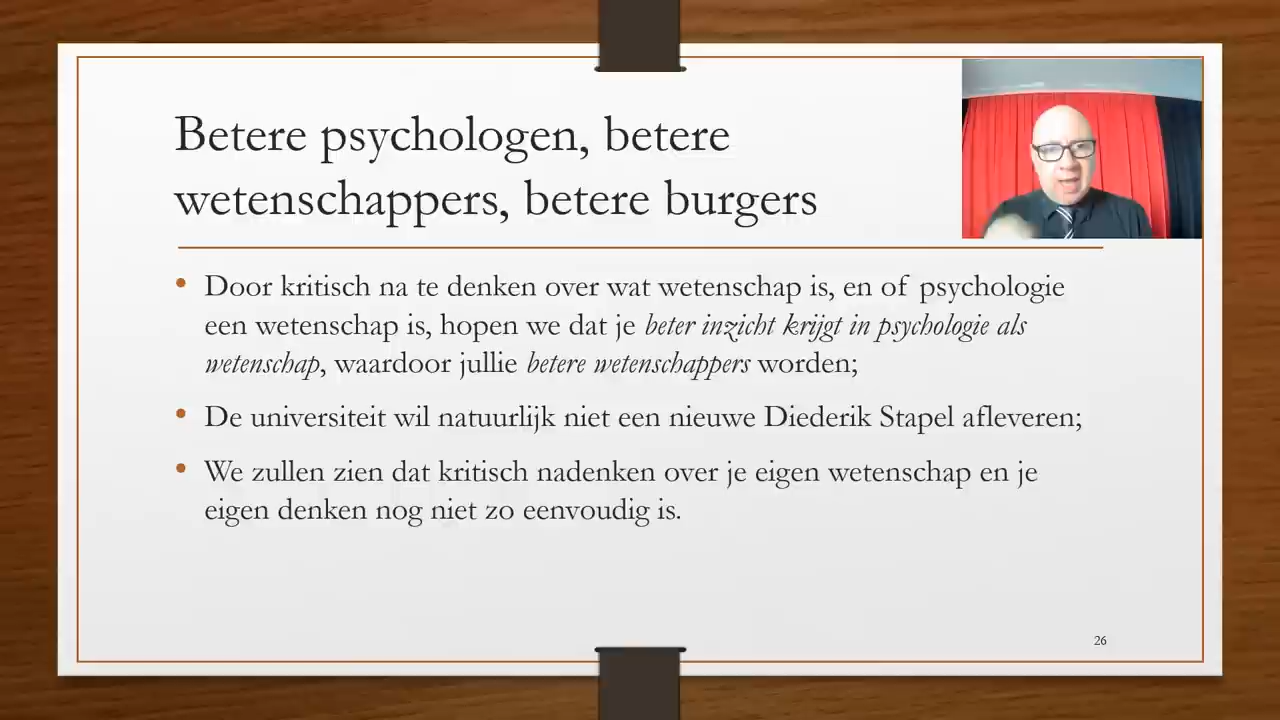 Betere psychologen, betere
wetenschappers, betere burgers
• Door kritisch na te denken over wat wetenschap is, en of psychologie
een wetenschap is, hopen we dat je beter inzicht krijgt in psychologie als
wetenschap, waardoor jullie betere wetenschappers worden;
• De universiteit wil natuurlijk niet een nieuwe Diederik Stapel afleveren;
• We zullen zien dat kritisch nadenken over je eigen wetenschap en je
eigen denken nog niet zo eenvoudig is.
26